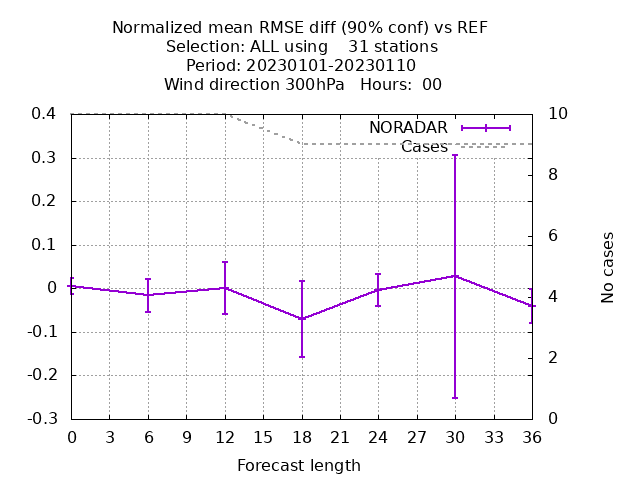 Normalized mean RMSE diff (90% conf) vs REF
Selection: ALL using    31 stations
Period: 20230101-20230110
Wind direction 300hPa   Hours:  00
0.4
0.3
0.2
0.1
0
-0.1
-0.2
-0.3
NORADAR
Cases
10
8
6
4
2
0
No cases
0 3 6 9 12 15 18 21 24 27 30 33 36
Forecast length